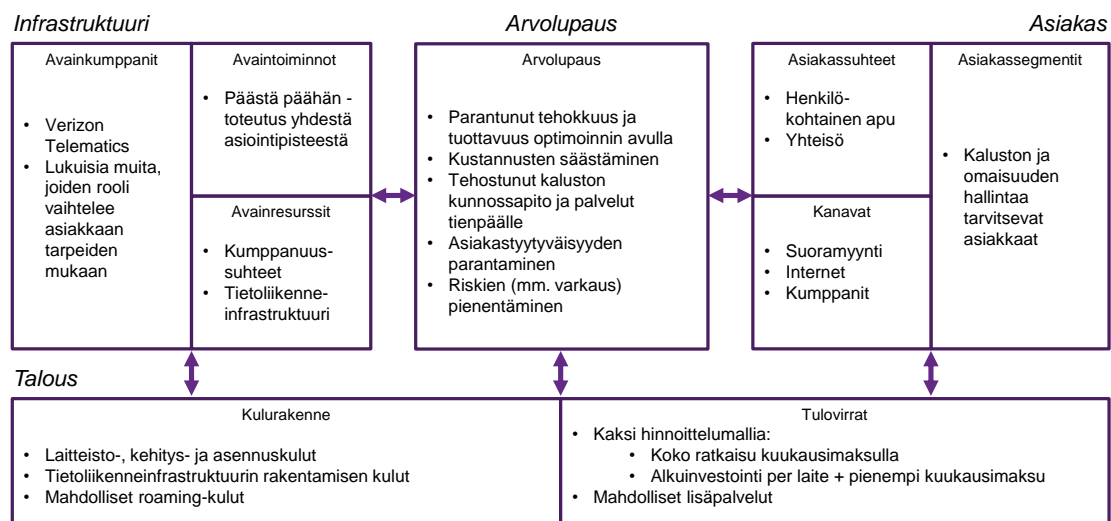 Infrastruktuuri
Arvolupaus
Asiakas
Avainkumppanit
• Verizon
Telematics
• Lukuisia muita,
joiden rooli
vaihtelee
asiakkaan
tarpeiden
mukaan
Avaintoiminnot
• Päästä päähän -
toteutus yhdestä
asiointipisteestä
Avainresurssit
• Kumppanuus-
suhteet
• Tietoliikenne-
infrastruktuuri
Arvolupaus
• Parantunut tehokkuus ja
tuottavuus optimoinnin avulla
• Kustannusten säästäminen
• Tehostunut kaluston
kunnossapito ja palvelut
tienpäälle
• Asiakastyytyväisyyden
parantaminen
• Riskien (mm. varkaus)
pienentäminen
Asiakassuhteet
• Henkilö-
kohtainen apu
• Yhteisö
Kanavat
• Suoramyynti
• Internet
• Kumppanit
Asiakassegmentit
• Kaluston ja
omaisuuden
hallintaa
tarvitsevat
asiakkaat
Talous
Kulurakenne
• Laitteisto-, kehitys- ja asennuskulut
• Tietoliikenneinfrastruktuurin rakentamisen kulut
• Mahdolliset roaming-kulut
Tulovirrat
• Kaksi hinnoittelumallia:
• Koko ratkaisu kuukausimaksulla
• Alkuinvestointi per laite + pienempi kuukausimaksu
• Mahdolliset lisäpalvelut